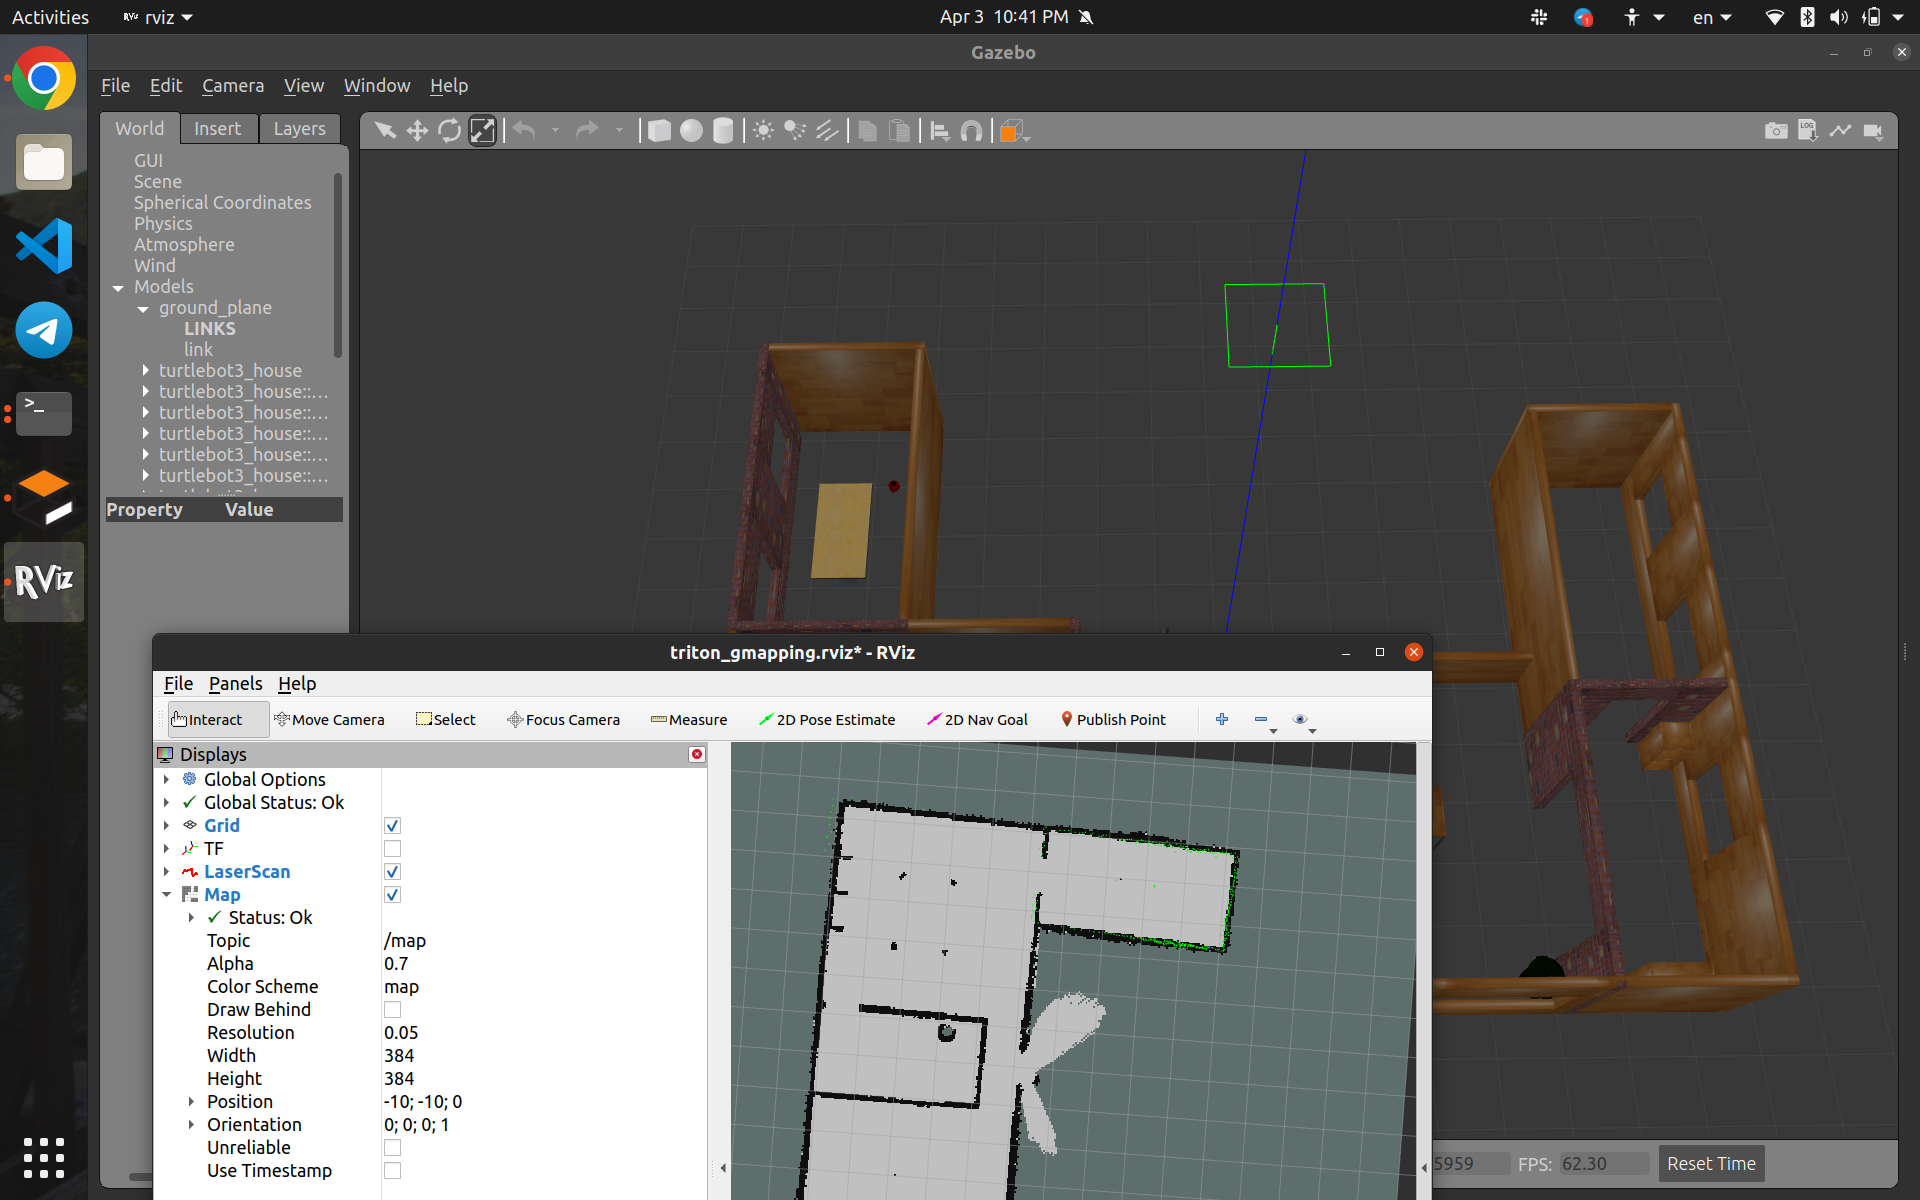 Activities
RViz rviz
Apr 3 10:41 PM
1
en
Gazebo
File Edit Camera View Window Help
World Insert Layers
LOG
GUI
Scene
Spherical Coordinates
Physics
Atmosphere
Wind
Models
ground_plane
LINKS
link
turtlebot3_house
turtlebot3_house::...
turtlebot3_house::...
turtlebot3_house::...
turtlebot3_house::...
turtlebot3_house::...
Property Value
>_
RViz
triton_gmapping.rviz* - RViz
File Panels Help
Interact Move Camera Select Focus Camera Measure 2D Pose Estimate 2D Nav Goal Publish Point
Displays
Global Options
Global Status: Ok
Grid
TF
LaserScan
Map
Status: Ok
Topic /map
Alpha 0.7
Color Scheme map
Draw Behind
Resolution 0.05
Width 384
Height 384
Position -10; -10; 0
Orientation 0; 0; 0; 1
Unreliable
Use Timestamp
5959 FPS: 62.30 Reset Time